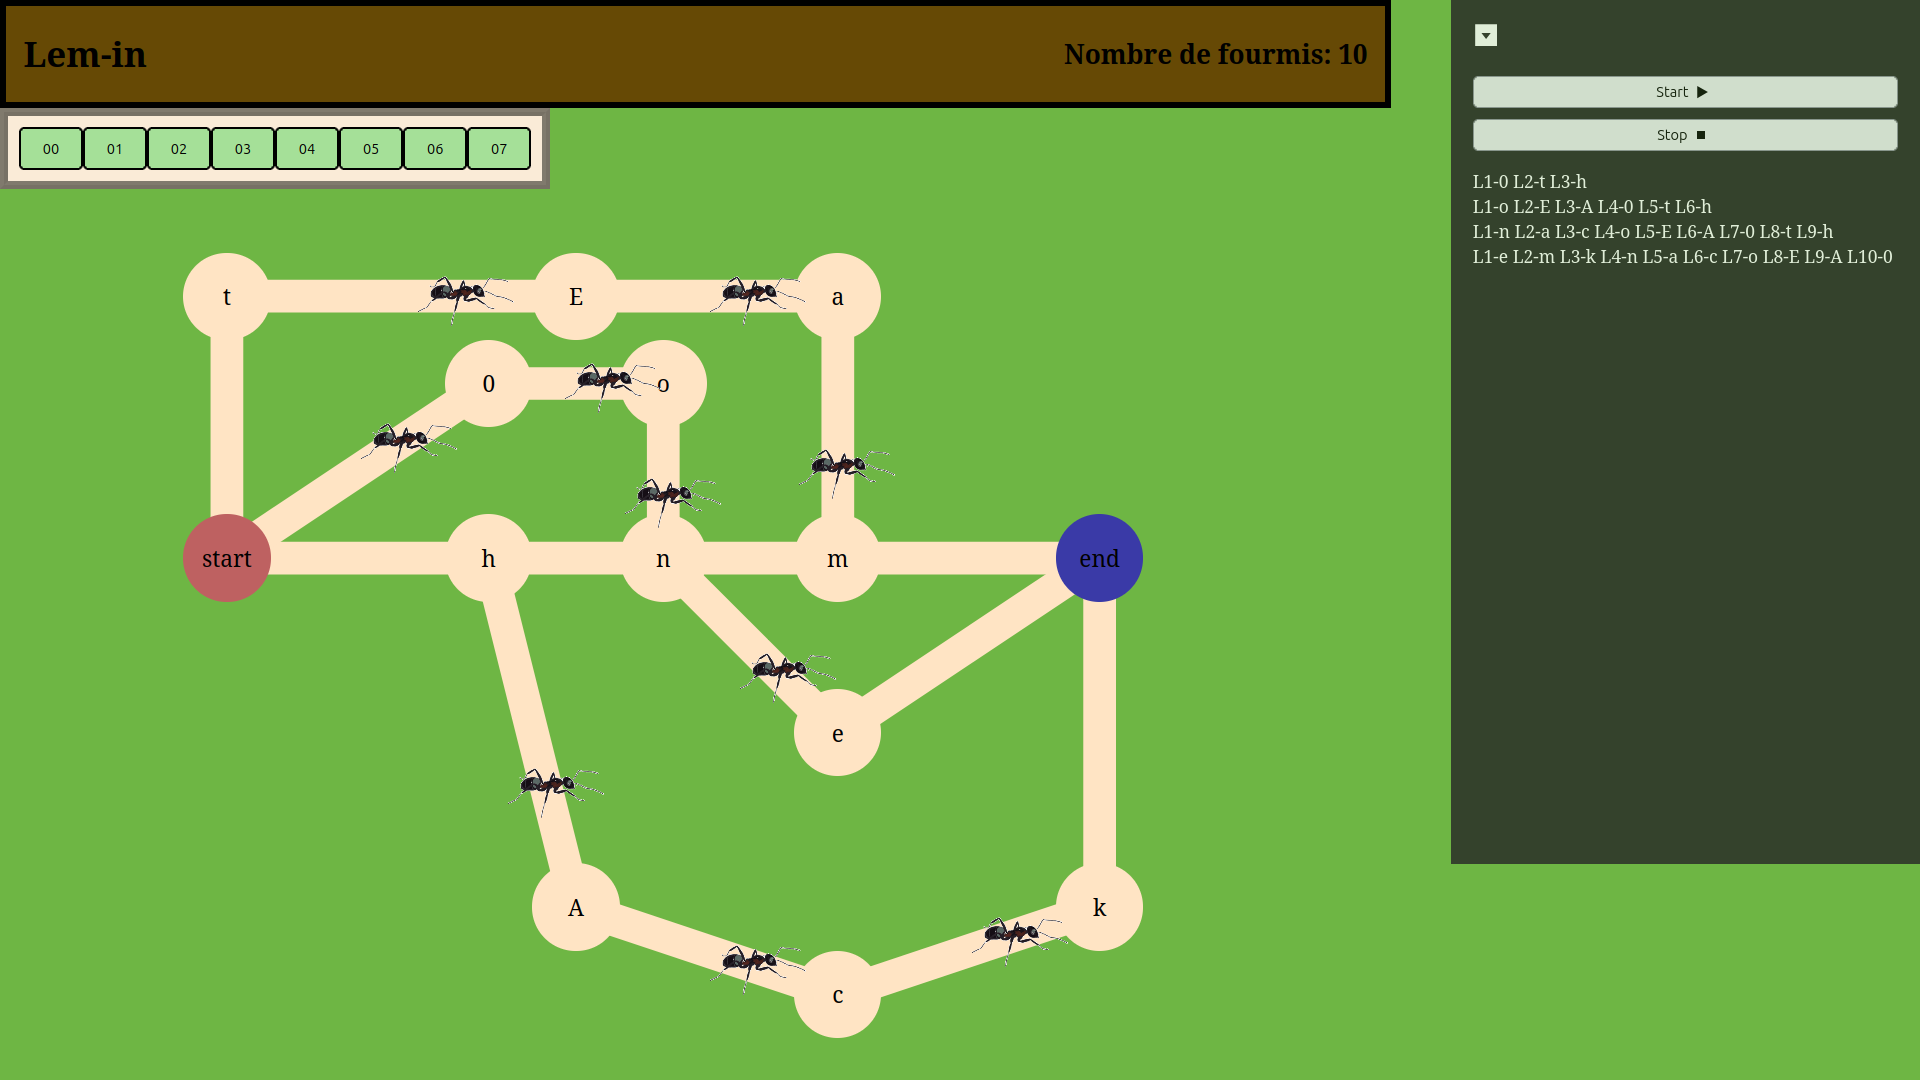 Lem-in
Nombre de fourmis: 10
00 01 02 03 04 05 06 07
Start
Stop
L1-0 L2-t L3-h
L1-o L2-E L3-A L4-0 L5-t L6-h
L1-n L2-a L3-c L4-o L5-E L6-A L7-0 L8-t L9-h
L1-e L2-m L3-k L4-n L5-a L6-c L7-o L8-E L9-A L10-0
t E a
0 o
start h n m end
e
A k
c